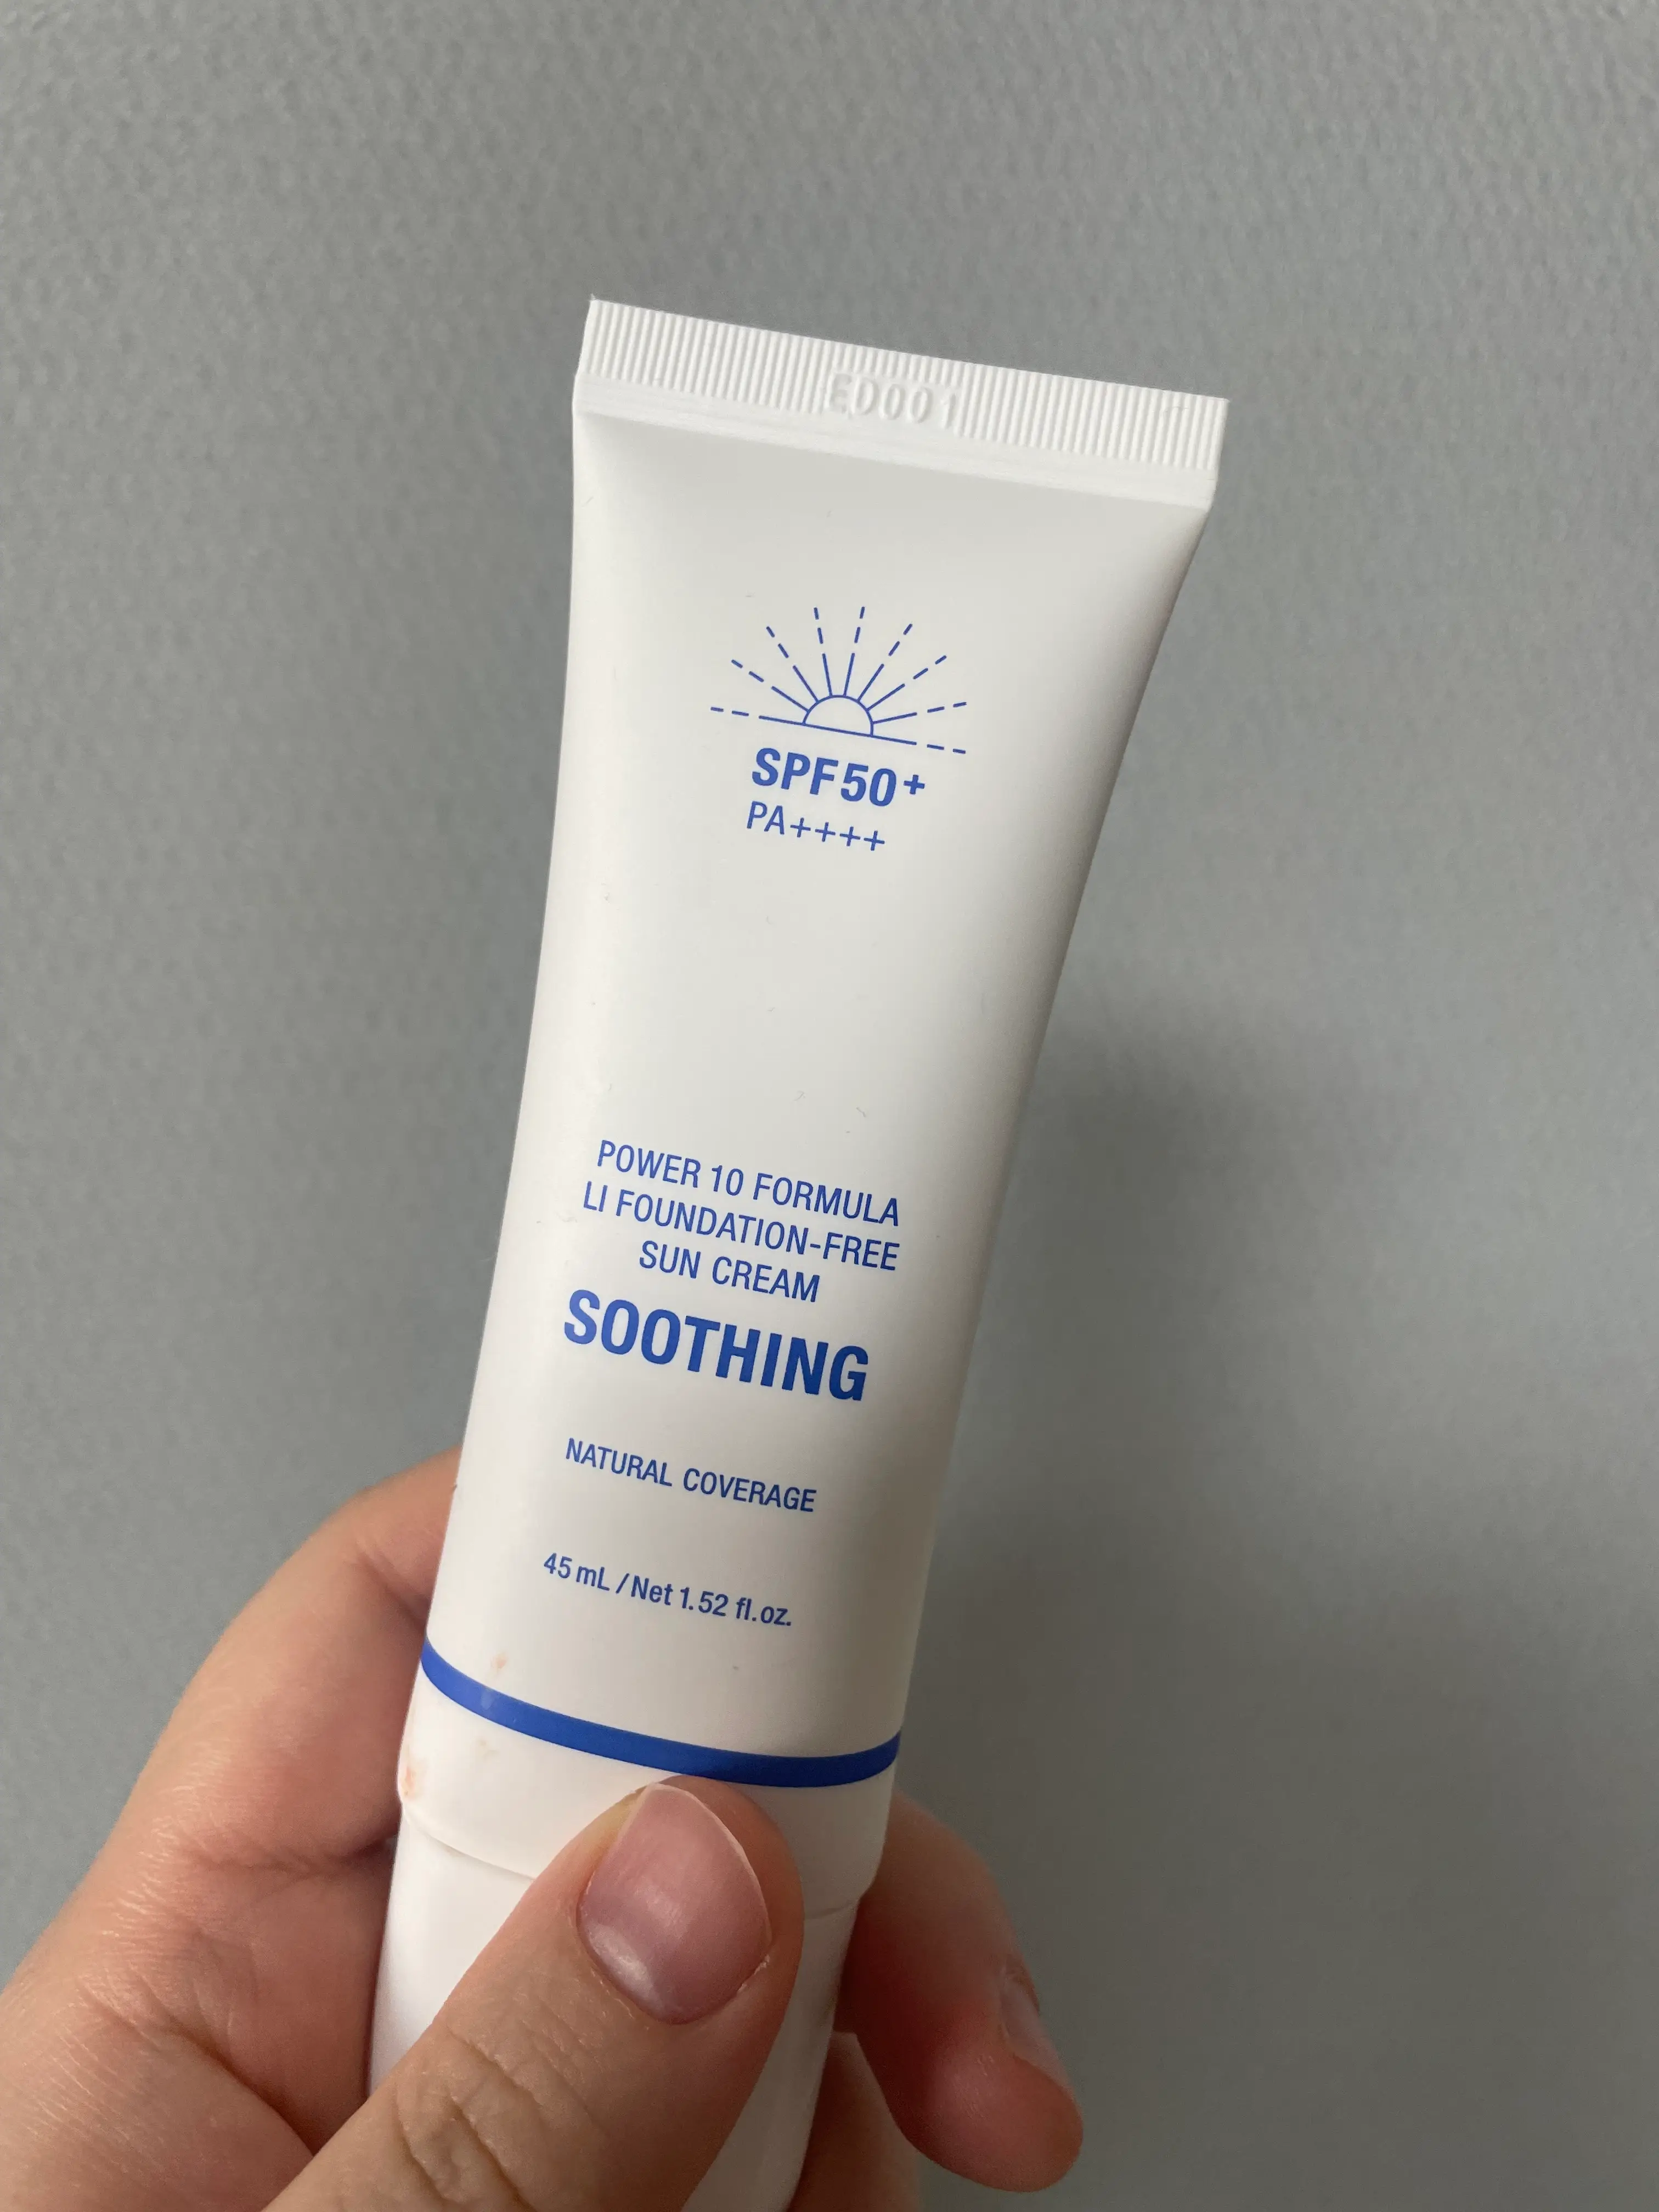 ED001
SPF50+
PA++++
POWER 10 FORMULA
LI FOUNDATION-FREE
SUN CREAM
SOOTHING
NATURAL COVERAGE
45 mL / Net 1.52 fl.oz.